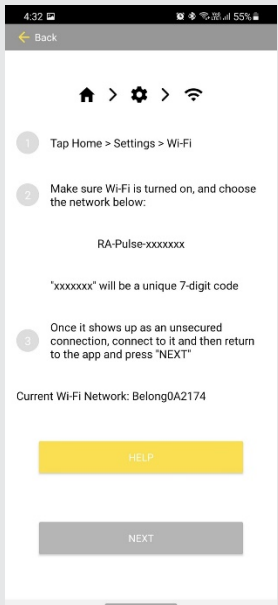 4:32 55%
Back
1 Tap Home > Settings > Wi-Fi
2 Make sure Wi-Fi is turned on, and choose
the network below:
RA-Pulse-xxxxxxx
"xxxxxxx" will be a unique 7-digit code
Once it shows up as an unsecured
3 connection, connect to it and then return
to the app and press "NEXT"
Current Wi-Fi Network: Belong0A2174
HELP
NEXT